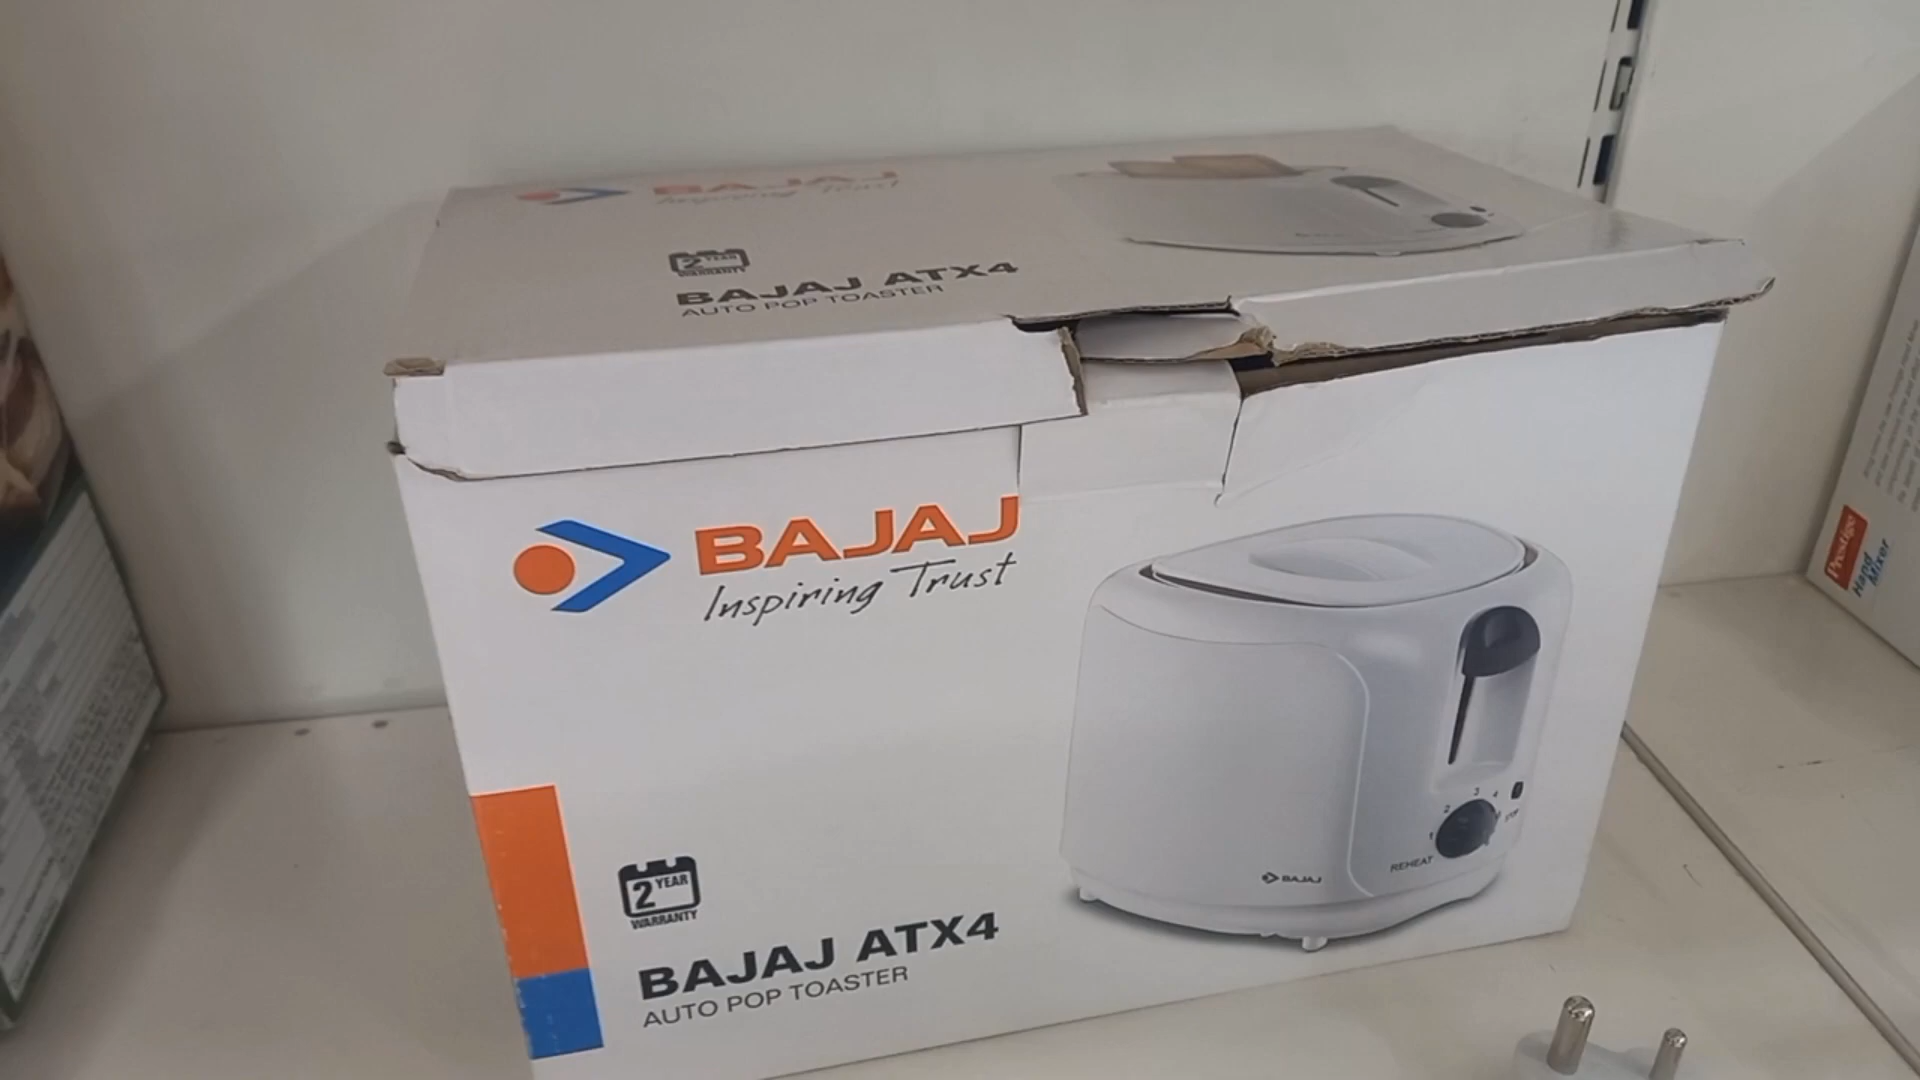 BAJAJ
Inspiring Trust
2 YEAR
WARRANTY
BAJAJ ATX4
AUTO POP TOASTER
BAJAJ
Inspiring Trust
1 2 3 4
STOP
REHEAT
BAJAJ
2 YEAR
WARRANTY
BAJAJ ATX4
AUTO POP TOASTER
Prestige
Hand
Mixer